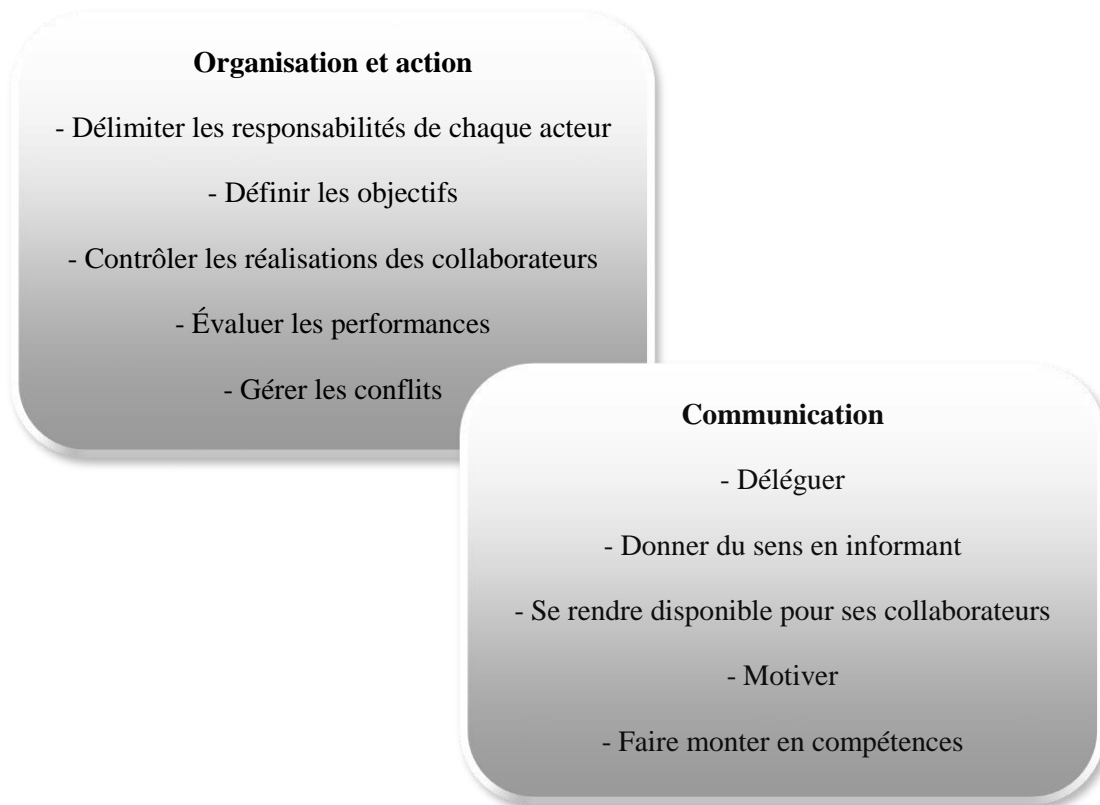 Organisation et action
- Délimiter les responsabilités de chaque acteur
- Définir les objectifs
- Contrôler les réalisations des collaborateurs
- Évaluer les performances
- Gérer les conflits
Communication
- Déléguer
- Donner du sens en informant
- Se rendre disponible pour ses collaborateurs
- Motiver
- Faire monter en compétences